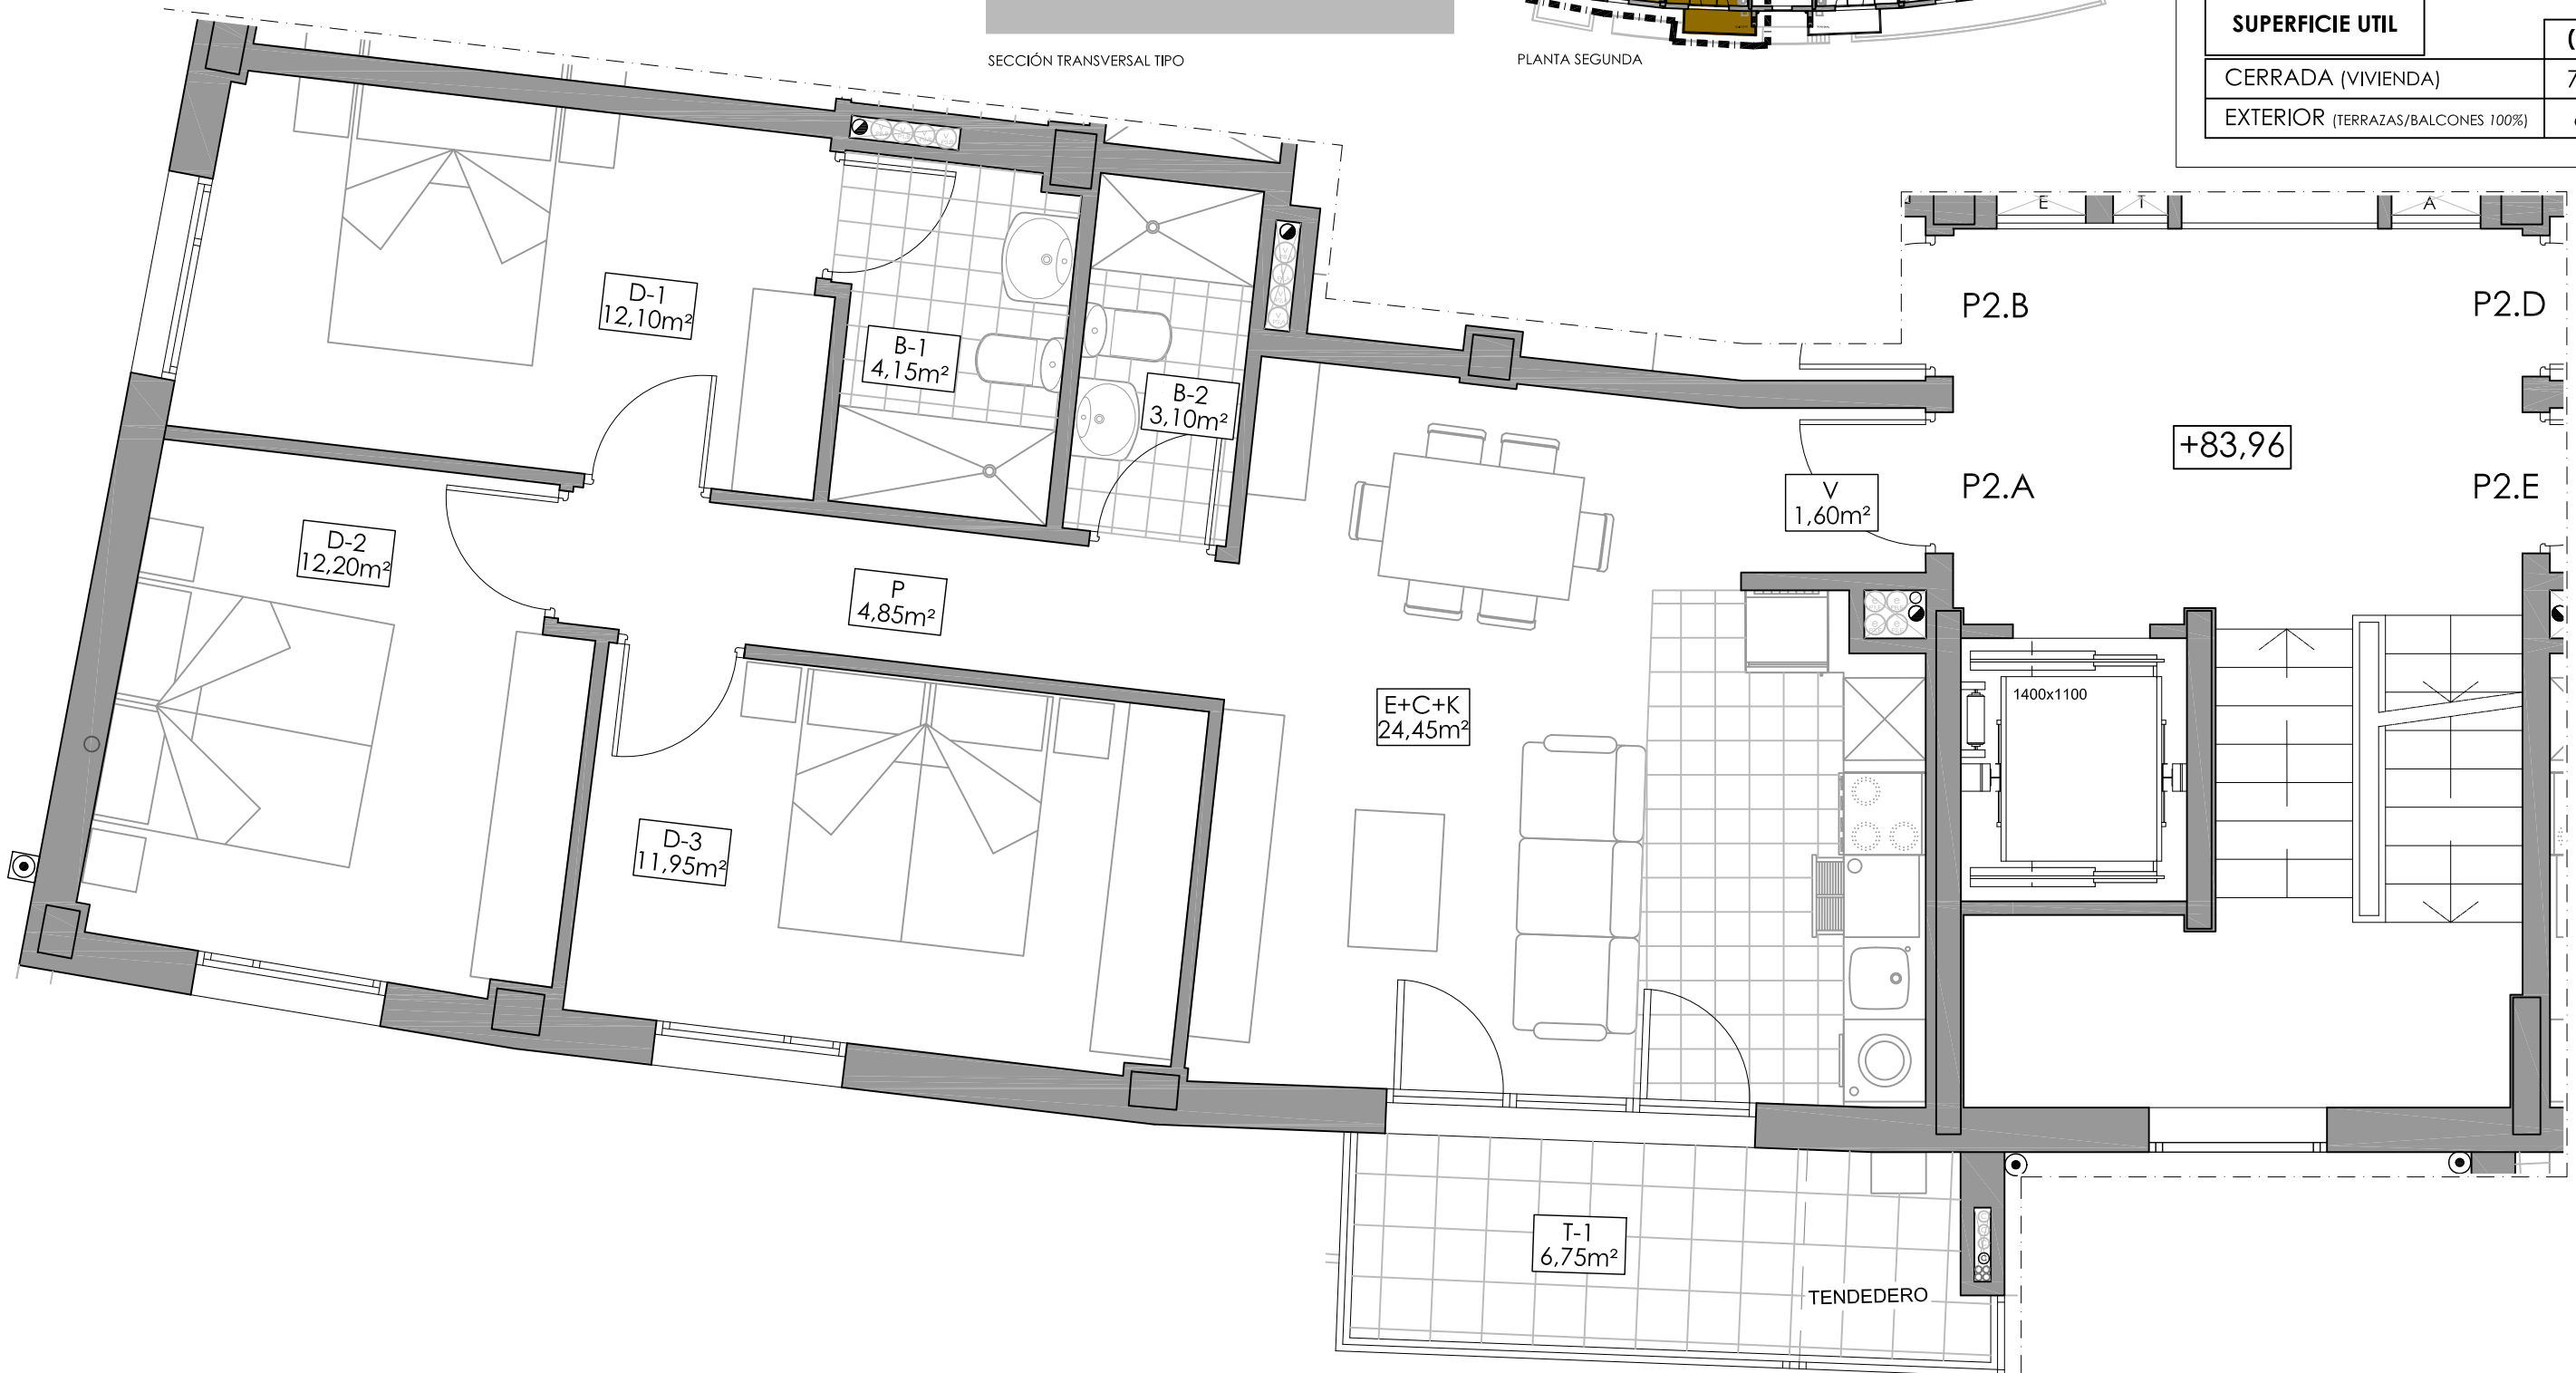 SECCIÓN TRANSVERSAL TIPO
PLANTA SEGUNDA
SUPERFICIE UTIL
CERRADA (VIVIENDA)
EXTERIOR (TERRAZAS/BALCONES 100%)
E
T
A
P2.B
P2.D
D-1
12,10m²
B-1
4,15m²
B-2
3,10m²
+83,96
P2.A
P2.E
V
1,60m²
D-2
12,20m²
P
4,85m²
1400x1100
E+C+K
24,45m²
D-3
11,95m²
T-1
6,75m²
TENDEDERO